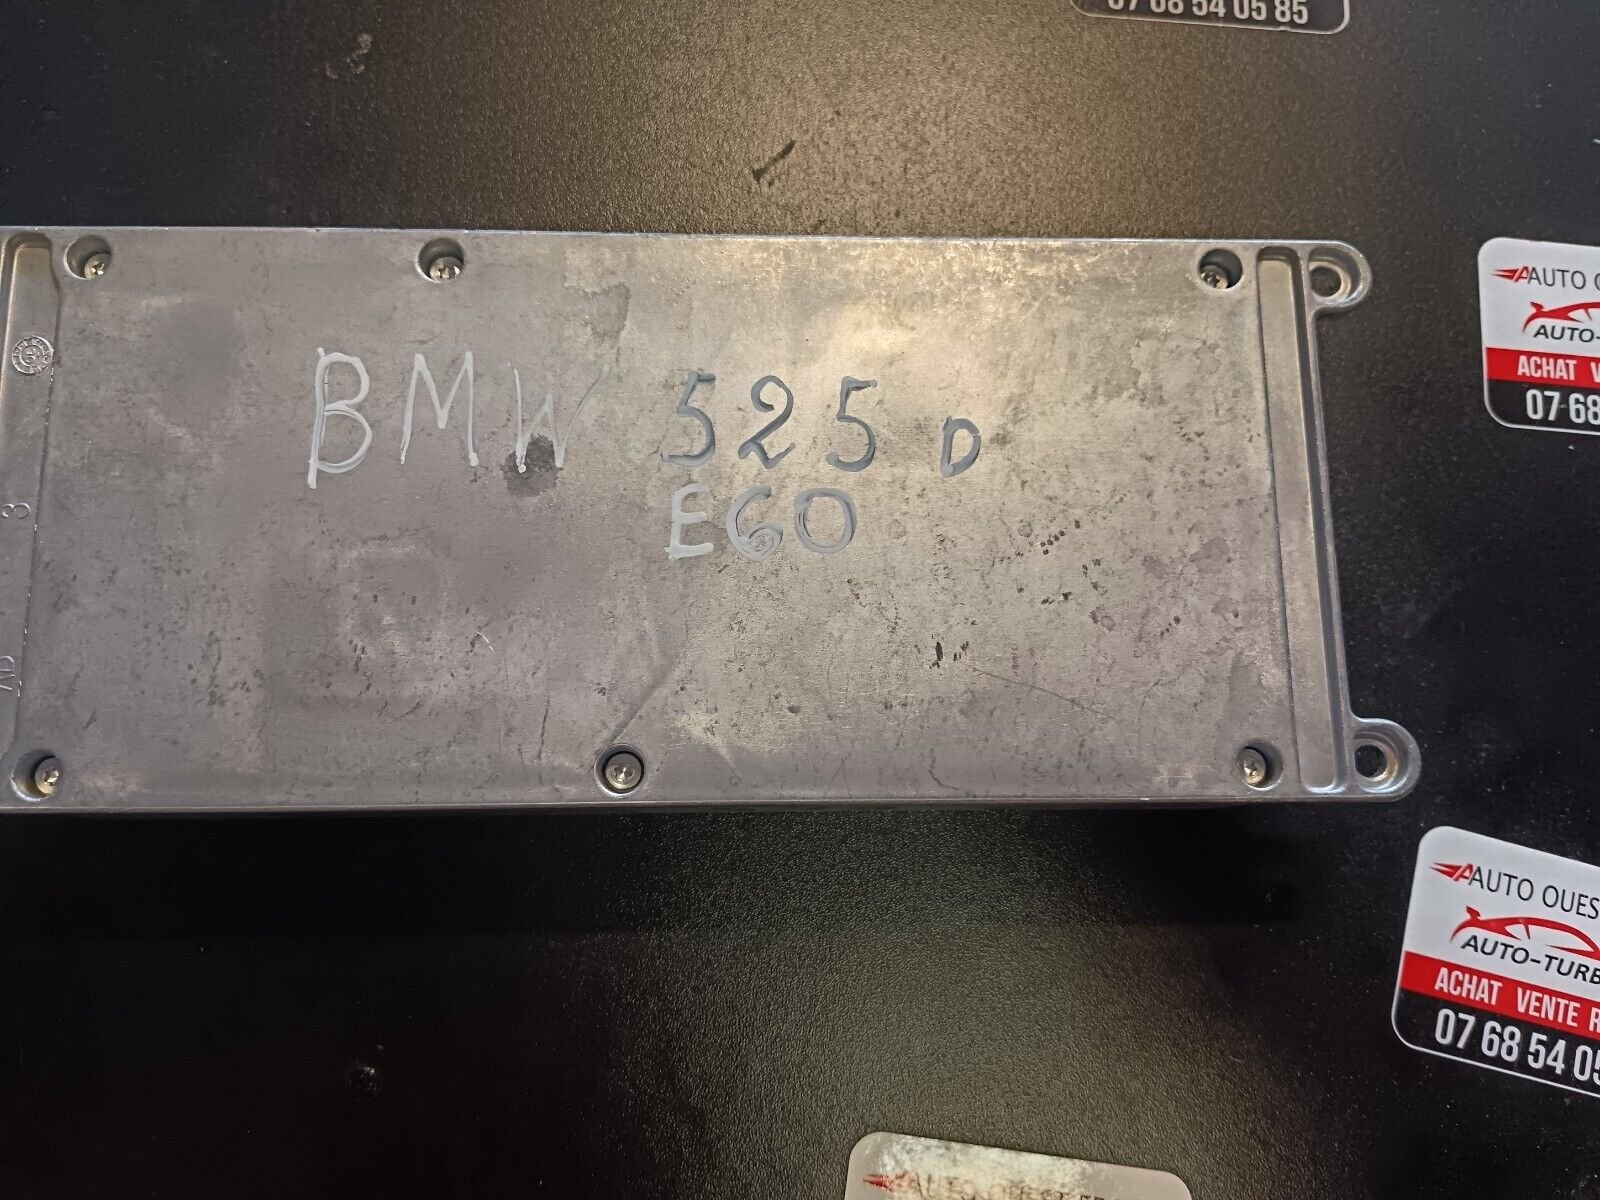 07 68 54 05 85
AUTO
AUTO-
ACHAT
07 68
BMW 525 D
E60
3
AUTO OUES
AUTO-TURB
ACHAT VENTE R
07 68 54 05